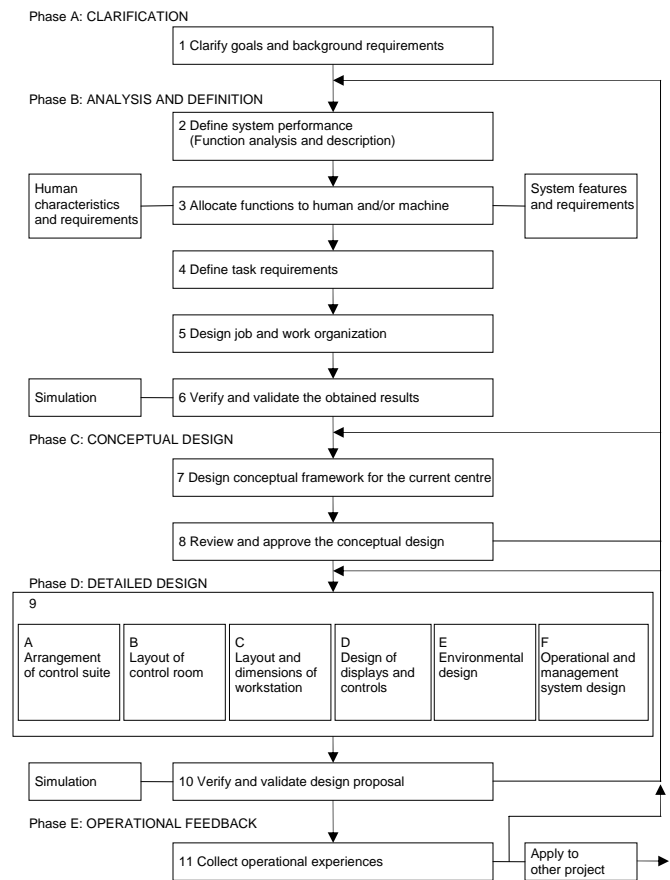 Phase A: CLARIFICATION
1 Clarify goals and background requirements
Phase B: ANALYSIS AND DEFINITION
2 Define system performance
(Function analysis and description)
Human
characteristics
and requirements
3 Allocate functions to human and/or machine
System features
and requirements
4 Define task requirements
5 Design job and work organization
Simulation
6 Verify and validate the obtained results
Phase C: CONCEPTUAL DESIGN
7 Design conceptual framework for the current centre
8 Review and approve the conceptual design
Phase D: DETAILED DESIGN
9
A
Arrangement
of control suite
B
Layout of
control room
C
Layout and
dimensions of
workstation
D
Design of
displays and
controls
E
Environmental
design
F
Operational and
management
system design
Simulation
10 Verify and validate design proposal
Phase E: OPERATIONAL FEEDBACK
11 Collect operational experiences
Apply to
other project